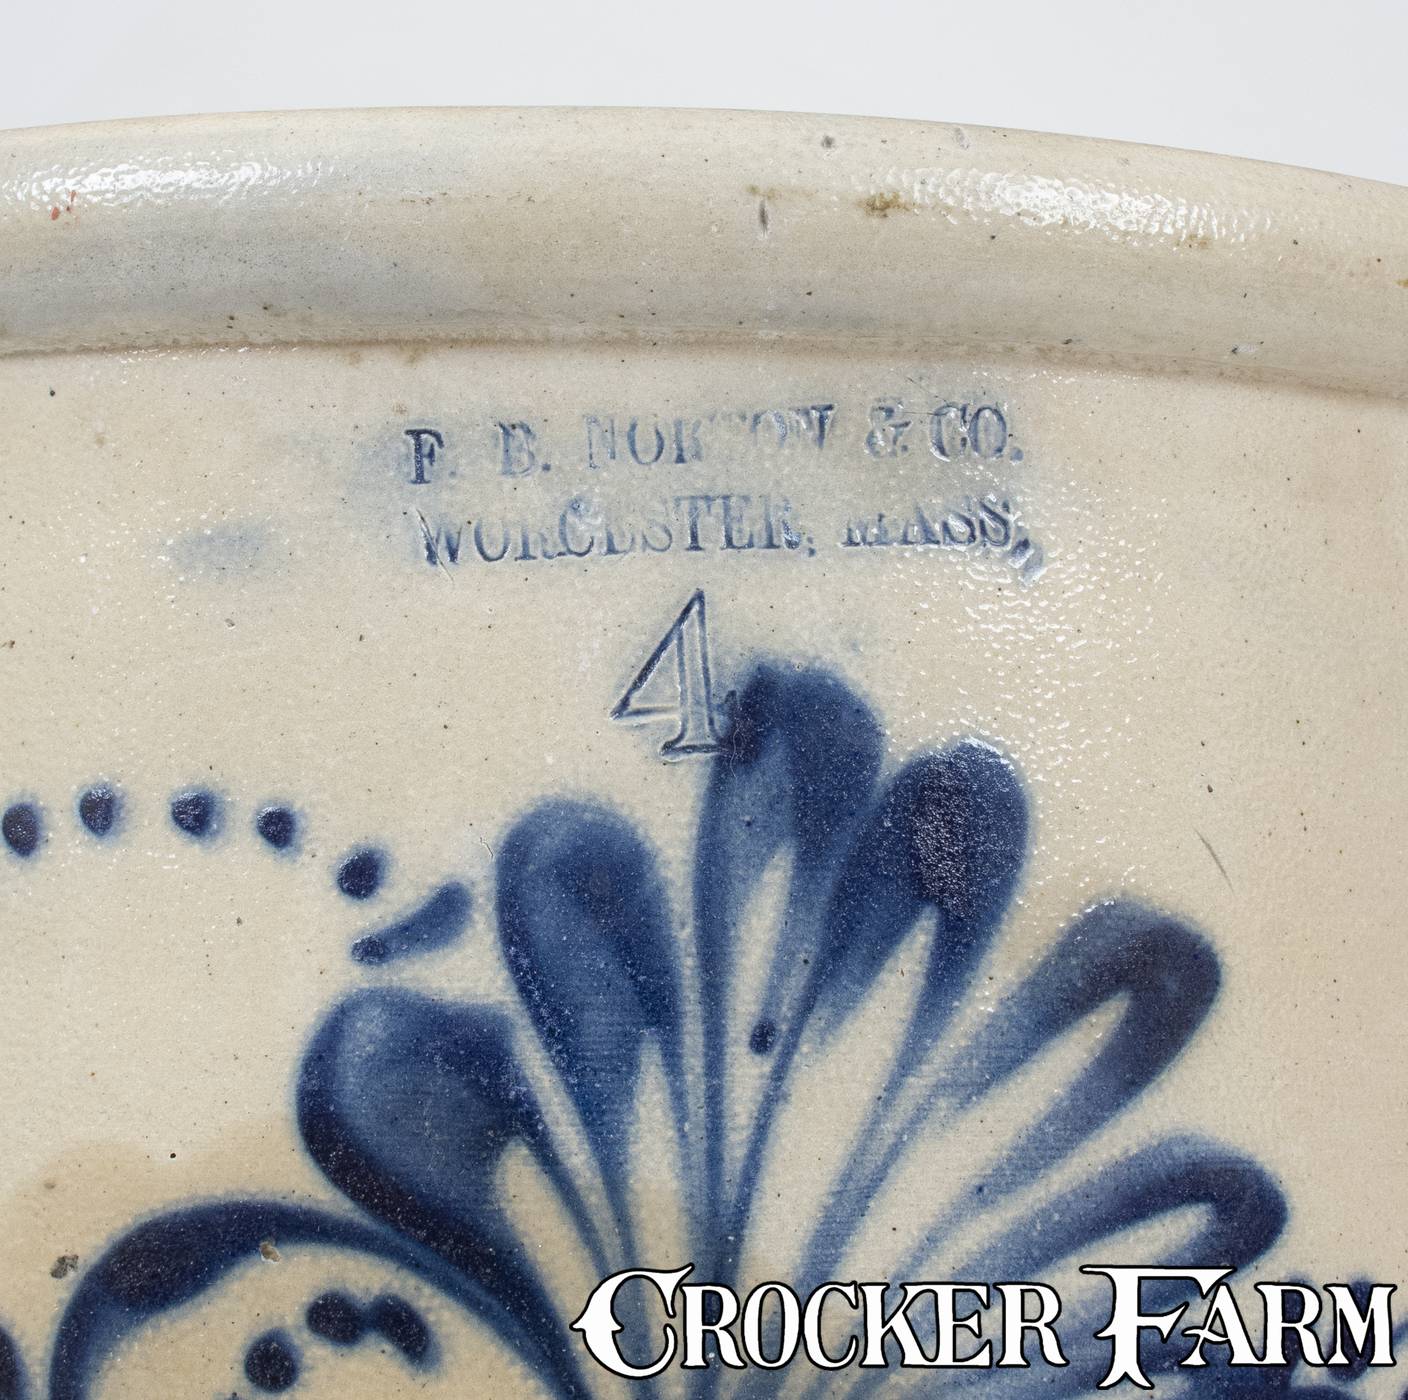 F. B. NORTON & CO.
WORCESTER, MASS.
4
CROCKER FARM